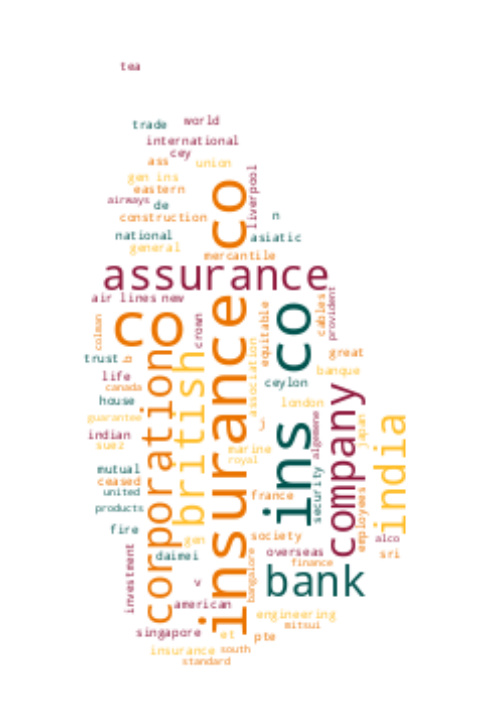 tea
trade
world
international
cey
ass
union
gen ins
eastern
airways
de
construction
co
liverpool
n
national
asiatic
general
mercantile
assurance
air lines new
co
crown
colman
insurance
ins co
equitable
cables
provident
trust
great
life
canada
corporation
british
association
ceylon
banque
house
london
company
guarantee
j
algemene
japan
india
indian
suez
marine
royal
mutual
ceased
united
security
employees
products
france
fire
gen
society
alco
daimei
overseas
sri
investment
bangalore
finance
v
bank
american
engineering
mitsui
singapore
et
pte
insurance
south
standard